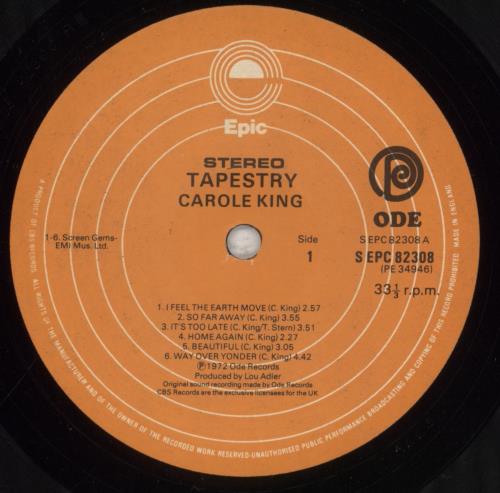 Epic
STEREO
TAPESTRY
CAROLE KING
ODE
1-6. Screen Gems-
EMI Mus. Ltd.
Side
1
S EPC 82308 A
S EPC 82308
(PE 34946)
33 1/3 r.p.m.
1. I FEEL THE EARTH MOVE (C. King) 2.57
2. SO FAR AWAY (C. King) 3.55
3. IT'S TOO LATE (C. King/T. Stern) 3.51
4. HOME AGAIN (C. King) 2.27
5. BEAUTIFUL (C. King) 3.05
6. WAY OVER YONDER (C. King) 4.42
Ⓟ 1972 Ode Records
Produced by Lou Adler
Original sound recording made by Ode Records
CBS Records are the exclusive licensees for the UK
A PRODUCT OF CBS RECORDS. ALL RIGHTS OF THE MANUFACTURER AND OF THE OWNER OF THE RECORDED WORK RESERVED-UNAUTHORISED PUBLIC PERFORMANCE BROADCASTING AND COPYING OF THIS RECORD PROHIBITED MADE IN ENGLAND